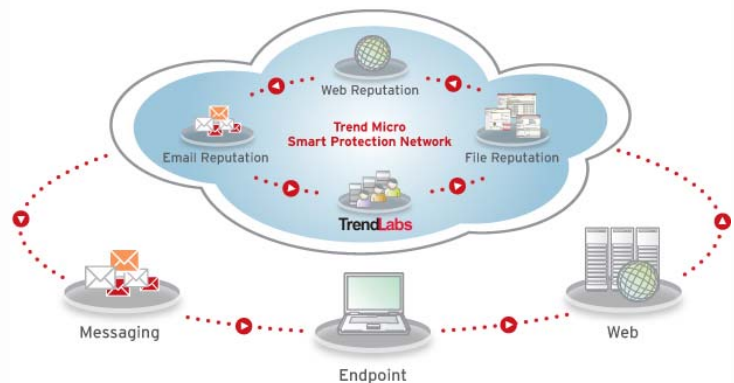 Web Reputation
Trend Micro
Smart Protection Network
Email Reputation
File Reputation
TrendLabs
Messaging
Web
Endpoint